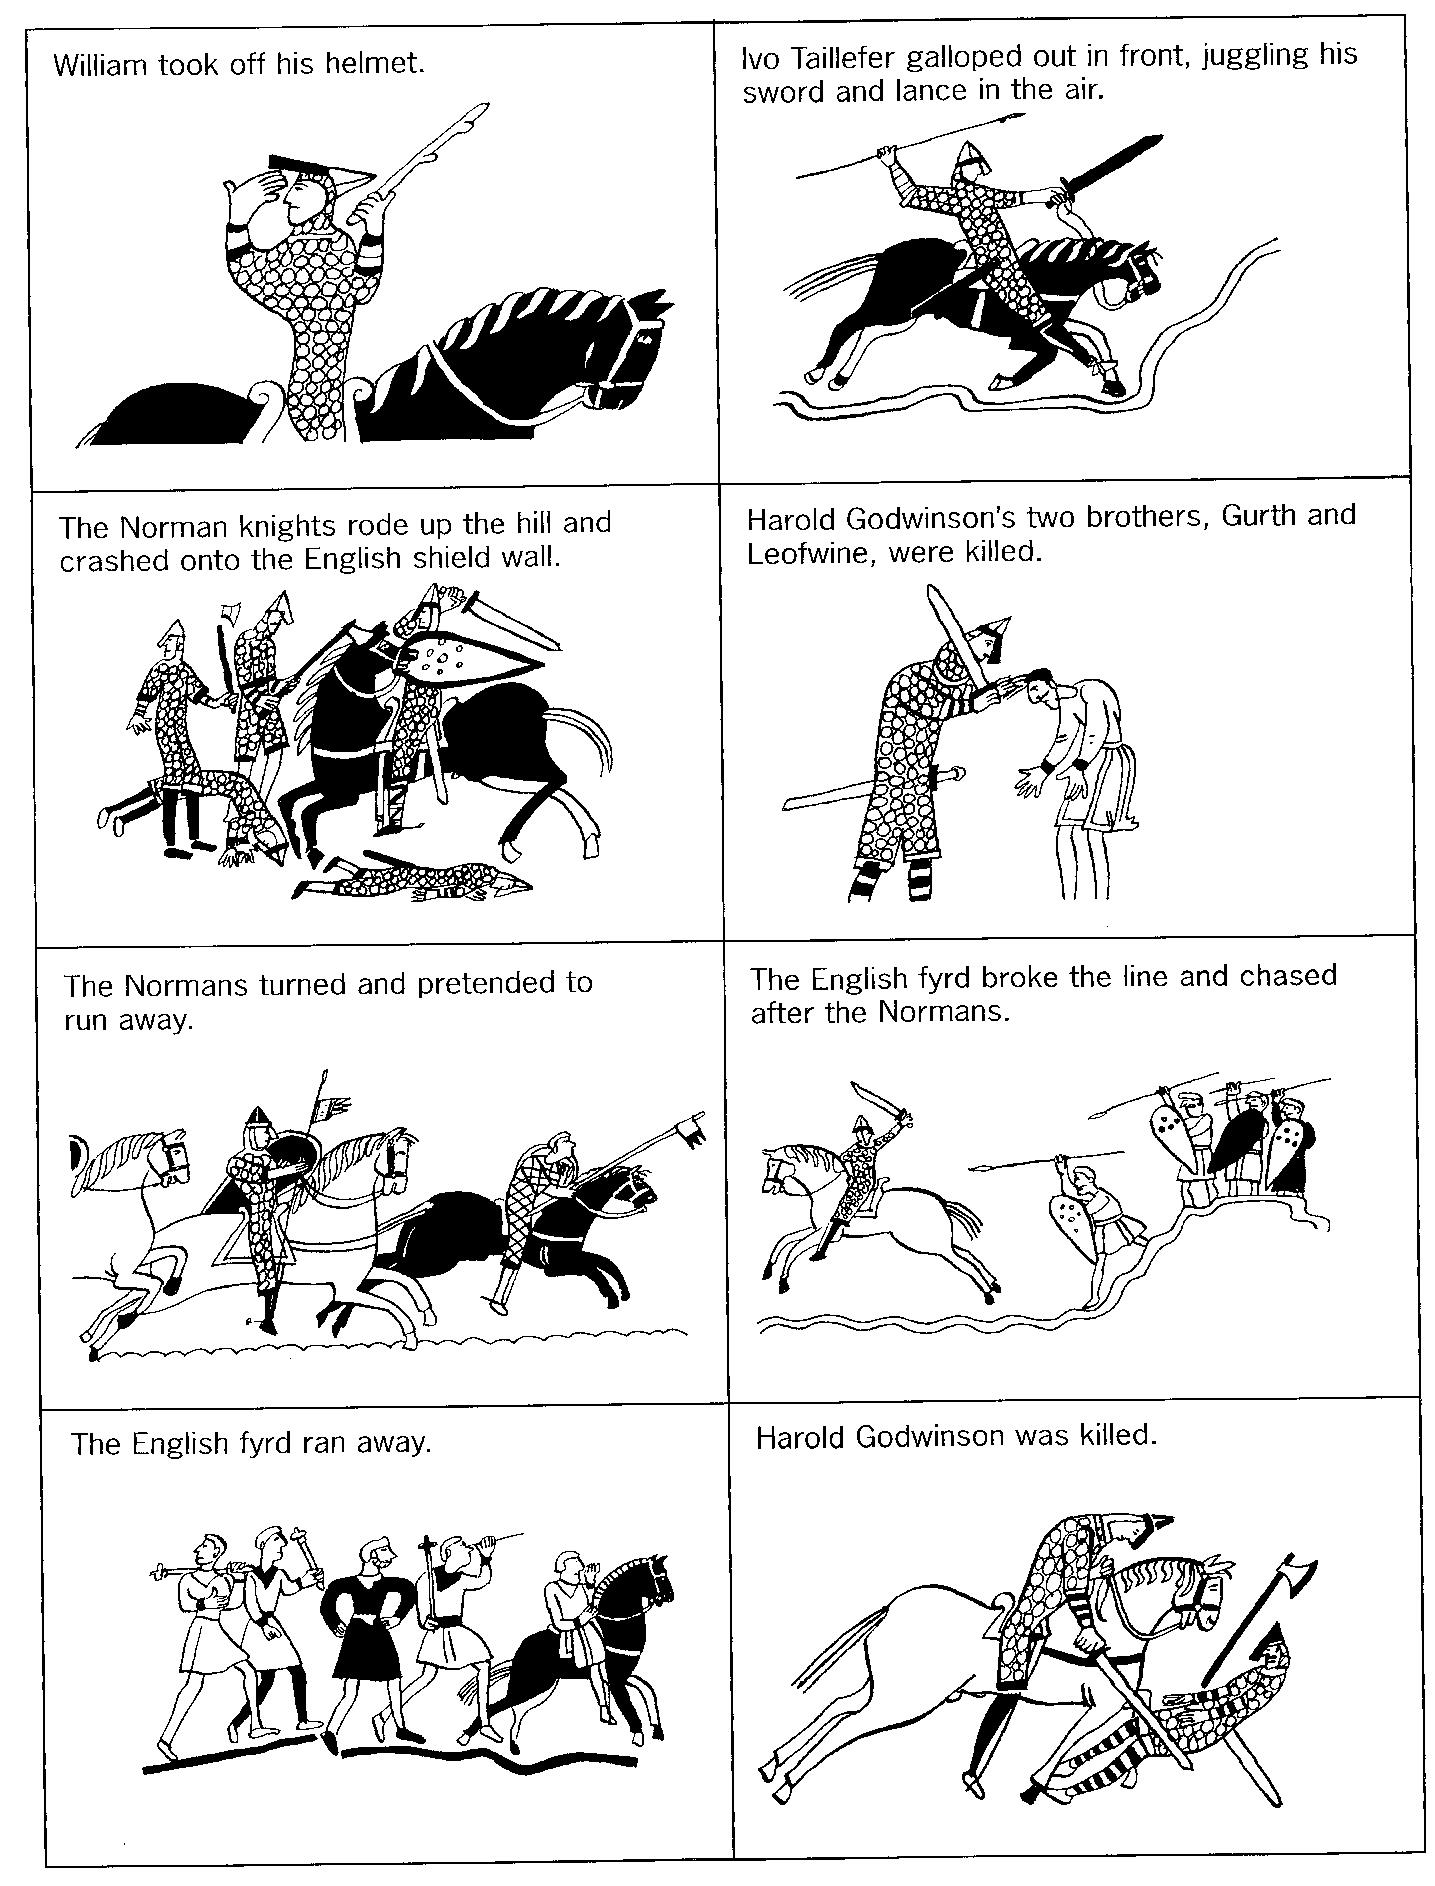 William took off his helmet.
Ivo Taillefer galloped out in front, juggling his
sword and lance in the air.
The Norman knights rode up the hill and
crashed onto the English shield wall.
Harold Godwinson's two brothers, Gurth and
Leofwine, were killed.
The Normans turned and pretended to
run away.
The English fyrd broke the line and chased
after the Normans.
The English fyrd ran away.
Harold Godwinson was killed.